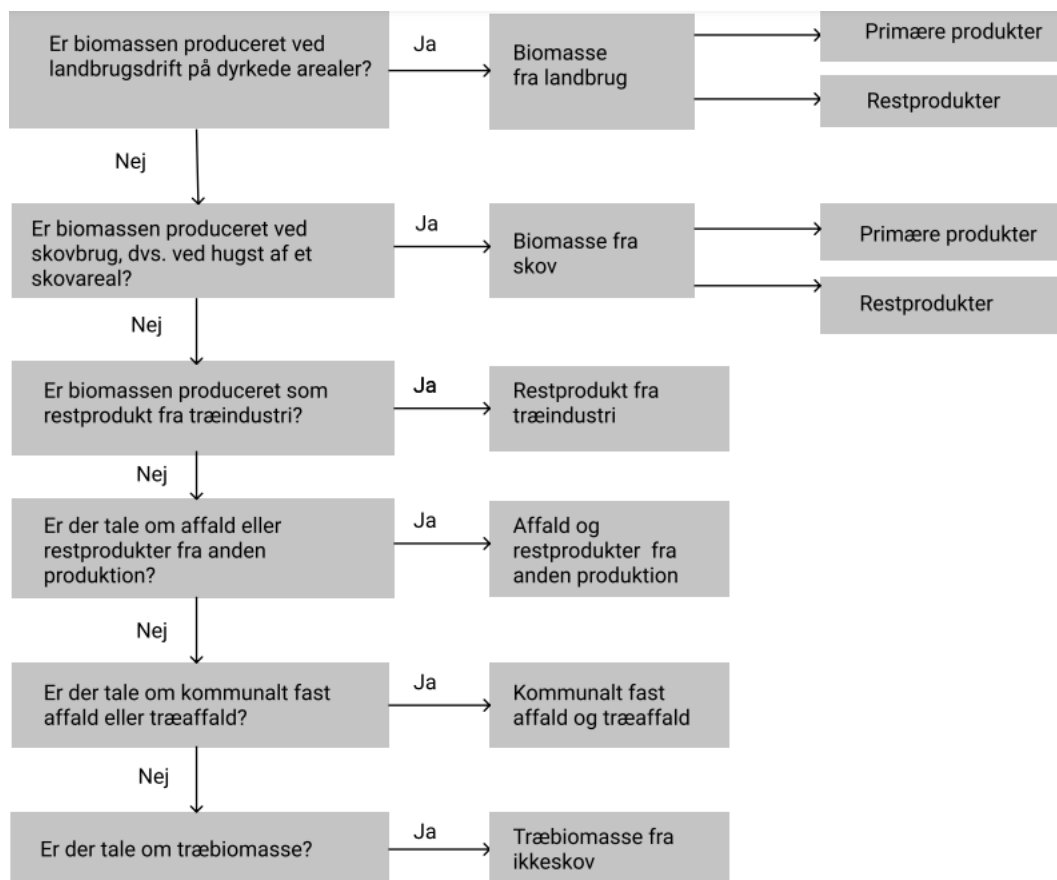 Er biomassen produceret ved
landbrugsdrift på dyrkede arealer?
Ja
Biomasse
fra landbrug
Primære produkter
Restprodukter
Nej
Er biomassen produceret ved
skovbrug, dvs. ved hugst af et
skovareal?
Ja
Biomasse fra
skov
Primære produkter
Restprodukter
Nej
Er biomassen produceret som
restprodukt fra træindustri?
Ja
Restprodukt fra
træindustri
Nej
Er der tale om affald eller
restprodukter fra anden
produktion?
Ja
Affald og
restprodukter  fra
anden produktion
Nej
Er der tale om kommunalt fast
affald eller træaffald?
Ja
Kommunalt fast
affald og træaffald
Nej
Er der tale om træbiomasse?
Ja
Træbiomasse fra
ikkeskov